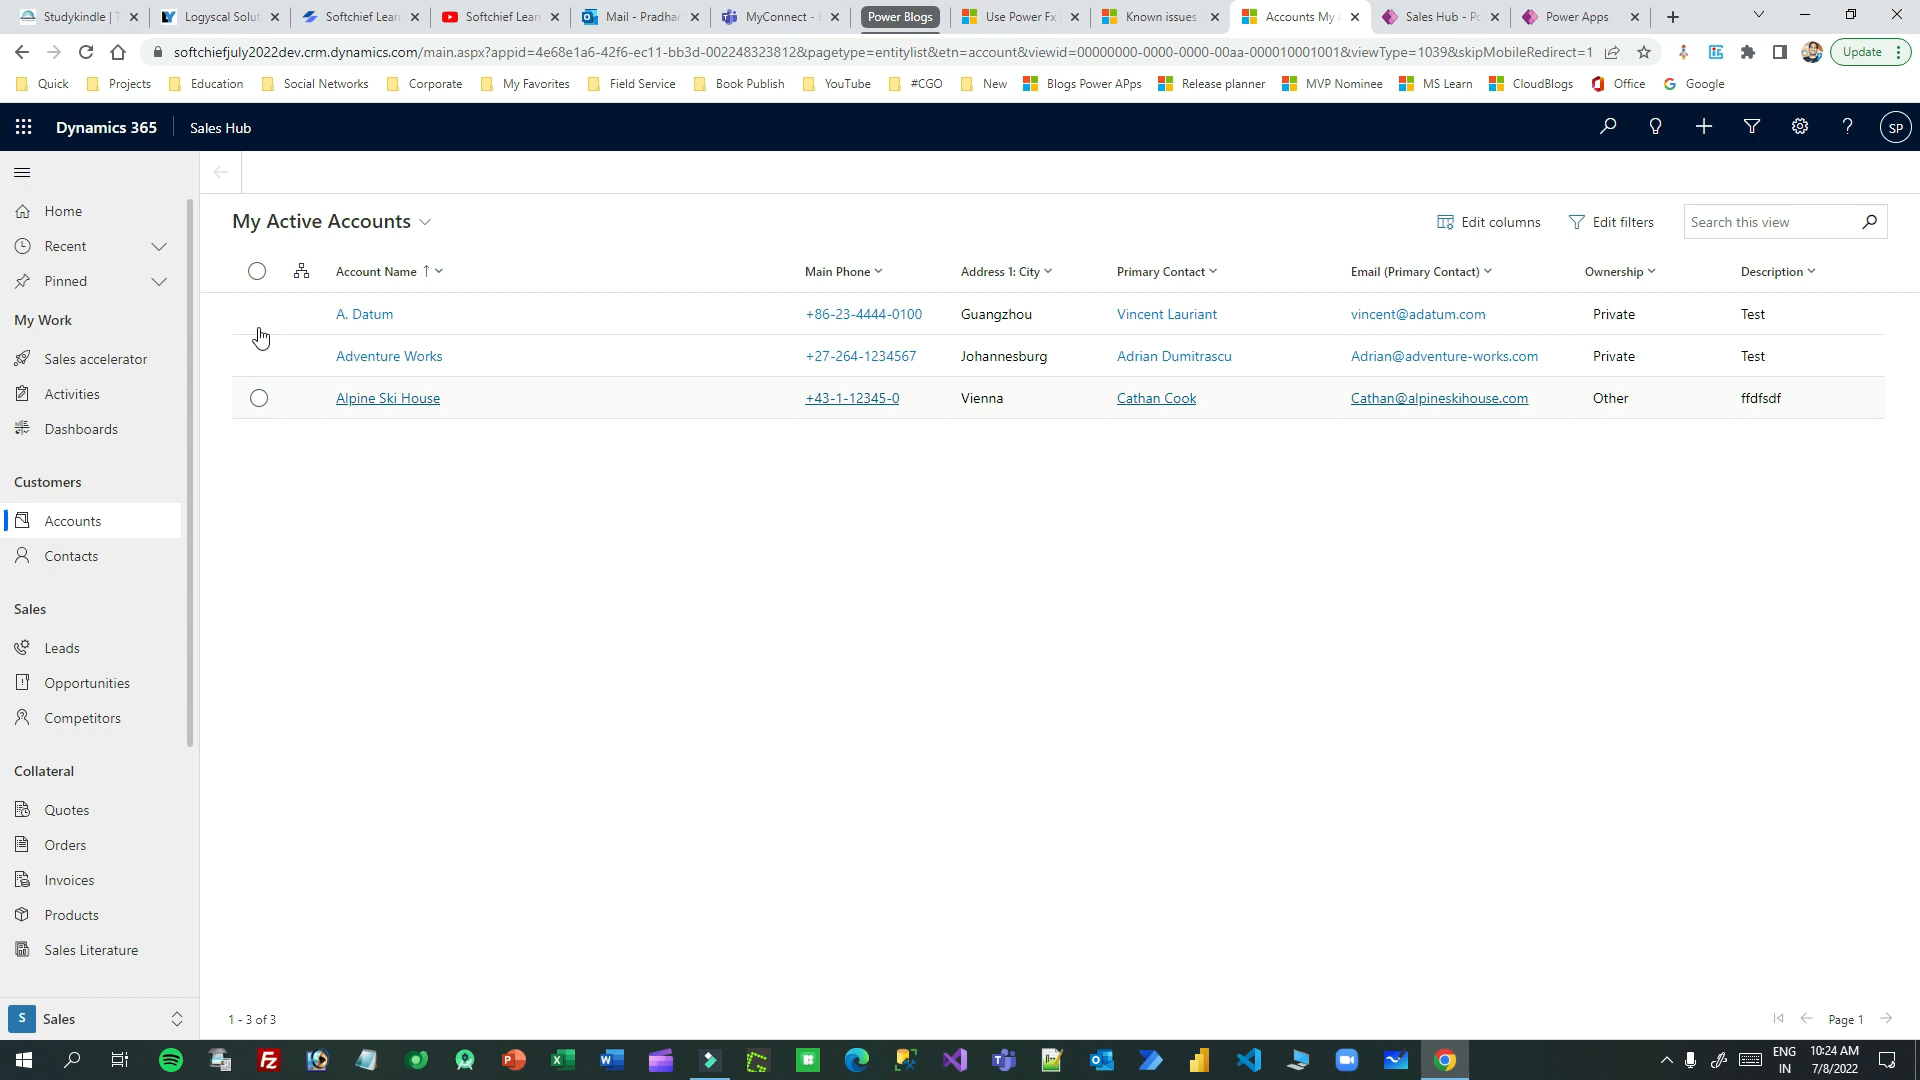 Studykindle | T
Logyscal Solut
Softchief Lear
Softchief Lear
Mail - Pradha
MyConnect -
Power Blogs
Use Power Fx
Known issues
Accounts My
Sales Hub - Po
Power Apps
softchiefjuly2022dev.crm.dynamics.com/main.aspx?appid=4e68e1a6-42f6-ec11-bb3d-002248323812&pagetype=entitylist&etn=account&viewid=00000000-0000-0000-00aa-000010001001&viewType=1039&skipMobileRedirect=1
Update
Quick Projects Education Social Networks Corporate My Favorites Field Service Book Publish YouTube #CGO New Blogs Power APps Release planner MVP Nominee MS Learn CloudBlogs Office Google
Dynamics 365 Sales Hub
SP
Home
Recent
Pinned
My Work
Sales accelerator
Activities
Dashboards
Customers
Accounts
Contacts
Sales
Leads
Opportunities
Competitors
Collateral
Quotes
Orders
Invoices
Products
Sales Literature
S Sales
My Active Accounts
Edit columns Edit filters Search this view
Account Name ↑ Main Phone Address 1: City Primary Contact Email (Primary Contact) Ownership Description
A. Datum +86-23-4444-0100 Guangzhou Vincent Lauriant vincent@adatum.com Private Test
Adventure Works +27-264-1234567 Johannesburg Adrian Dumitrascu Adrian@adventure-works.com Private Test
Alpine Ski House +43-1-12345-0 Vienna Cathan Cook Cathan@alpineskihouse.com Other ffdfsdf
1 - 3 of 3
Page 1
ENG
IN
10:24 AM
7/8/2022